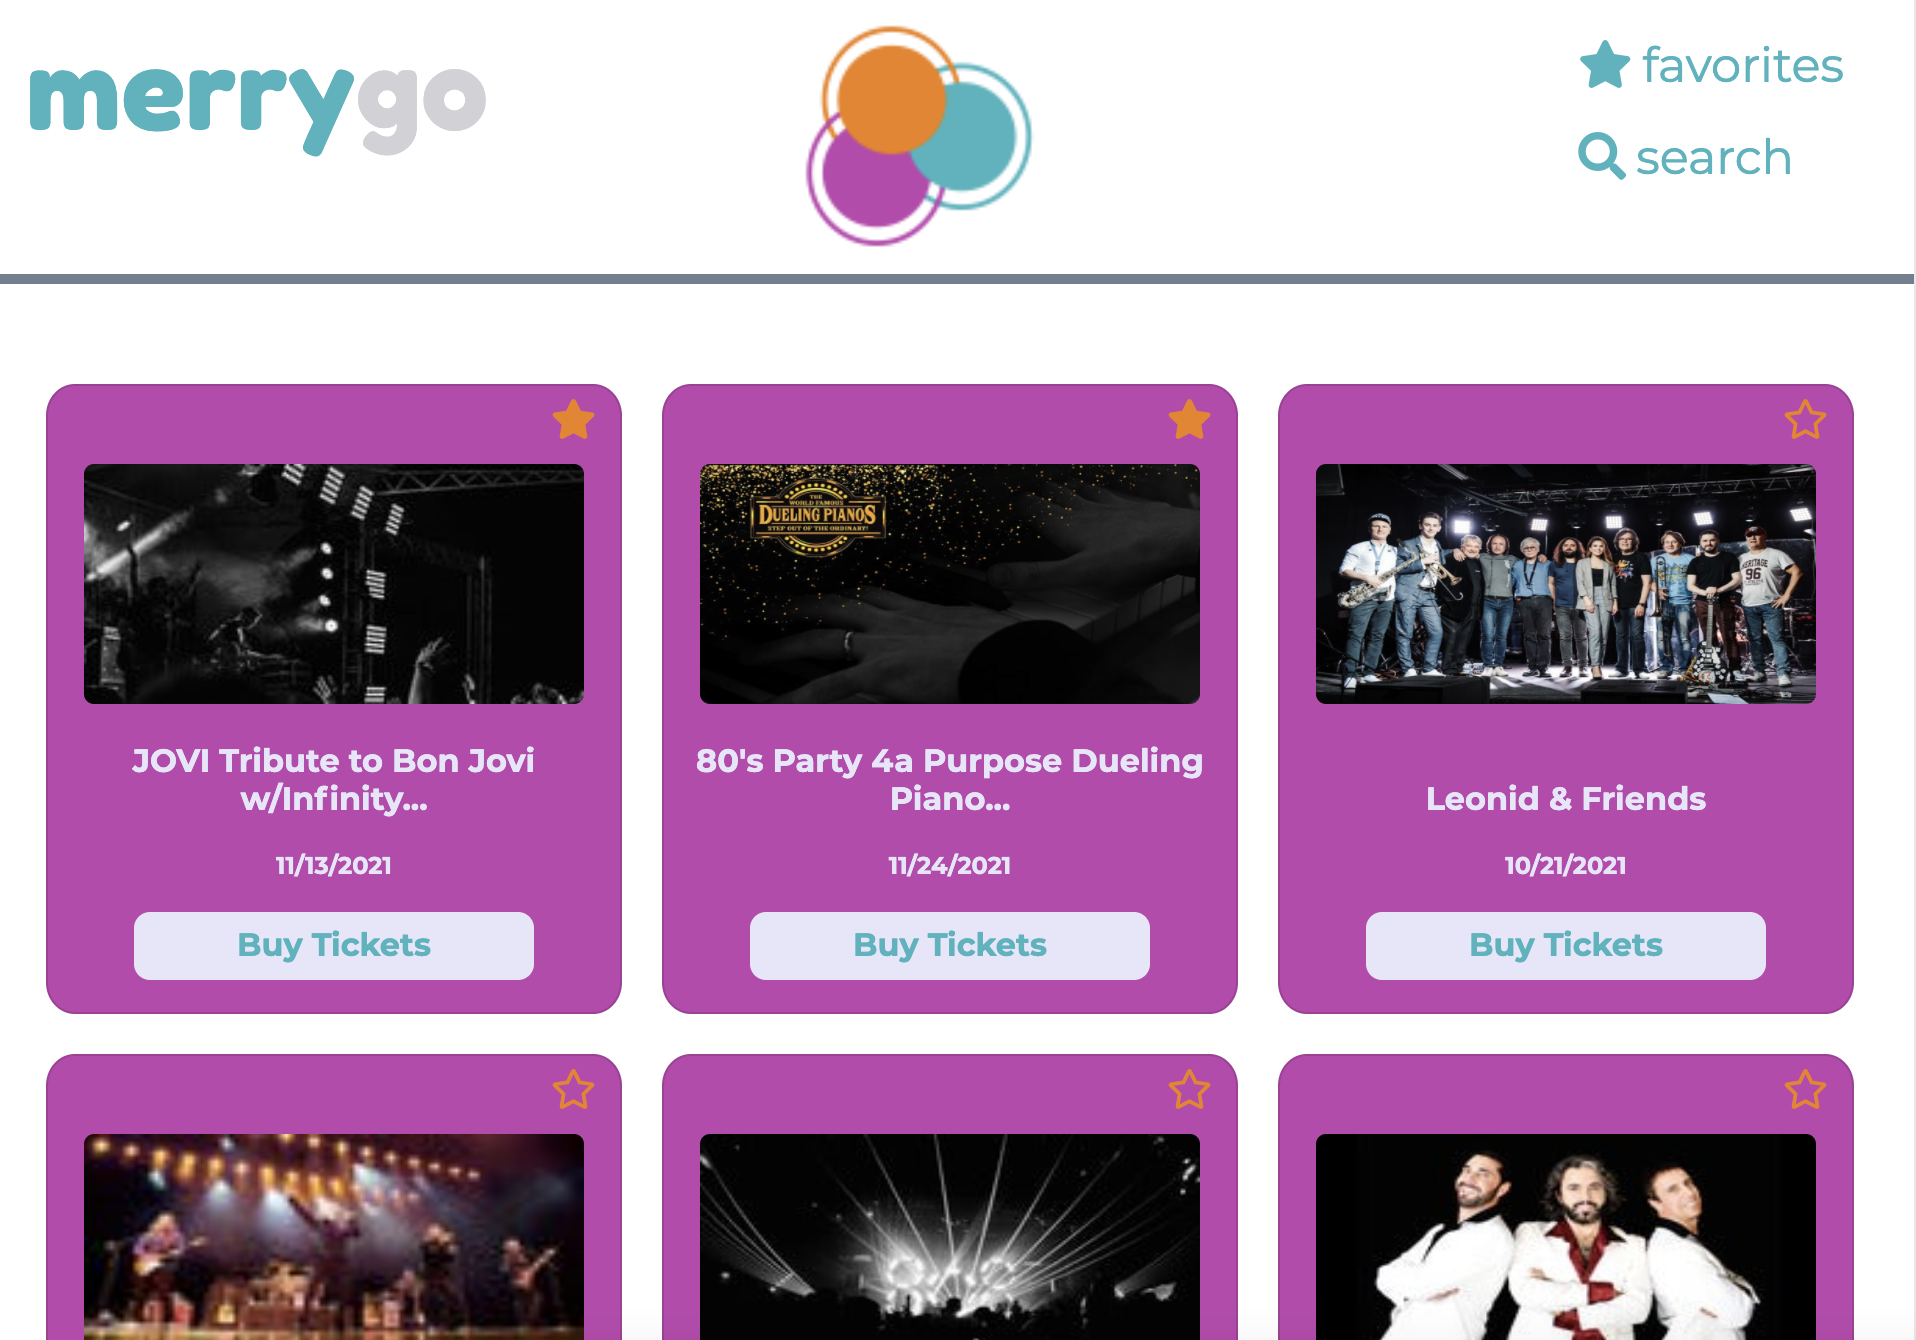 merrygo
favorites
search
THE
WORLD FAMOUS
DUELING PIANOS
STEP OUT OF THE ORDINARY!
HERITAGE
96
JOVI Tribute to Bon Jovi
w/Infinity...
80's Party 4a Purpose Dueling
Piano...
Leonid & Friends
11/13/2021
11/24/2021
10/21/2021
Buy Tickets
Buy Tickets
Buy Tickets